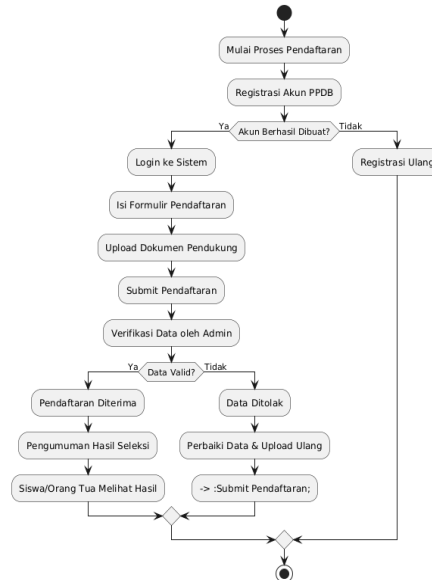 Mulai Proses Pendaftaran
Registrasi Akun PPDB
Ya
Akun Berhasil Dibuat?
Tidak
Login ke Sistem
Registrasi Ulang
Isi Formulir Pendaftaran
Upload Dokumen Pendukung
Submit Pendaftaran
Verifikasi Data oleh Admin
Ya
Data Valid?
Tidak
Pendaftaran Diterima
Data Ditolak
Pengumuman Hasil Seleksi
Perbaiki Data & Upload Ulang
Siswa/Orang Tua Melihat Hasil
-> :Submit Pendaftaran;